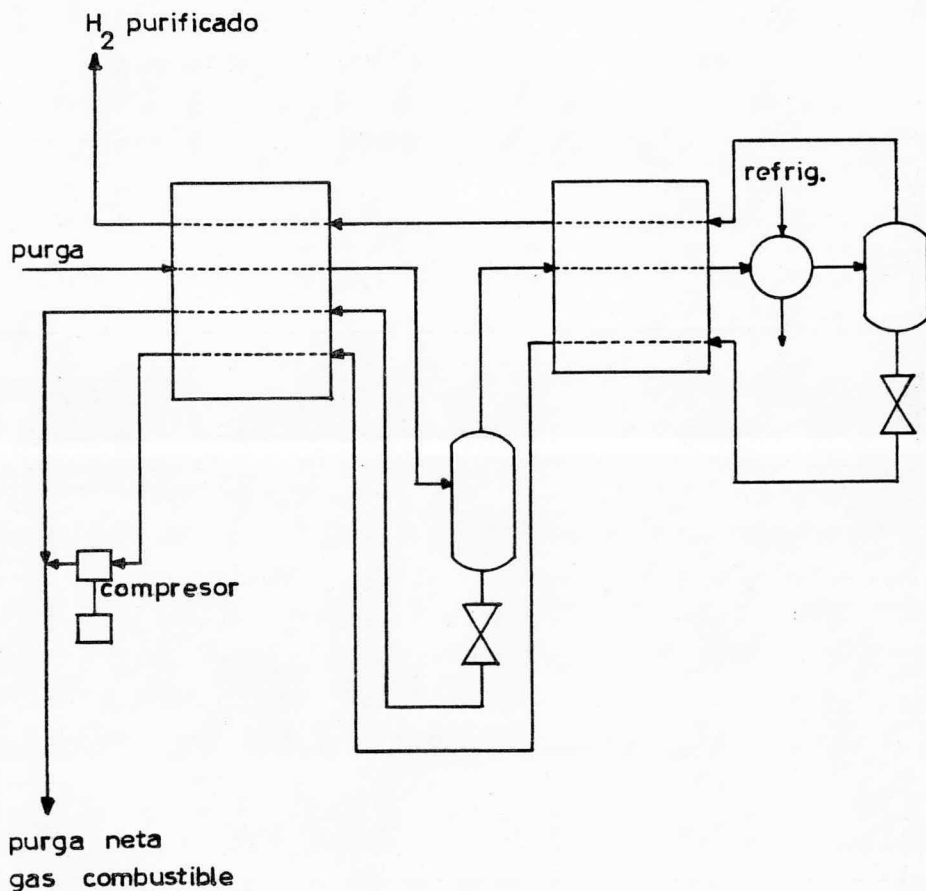 H2 purificado
refrig.
purga
compresor
purga neta
gas combustible